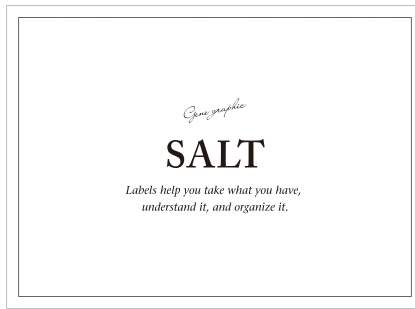 Gene graphic
SALT
Labels help you take what you have,
understand it, and organize it.